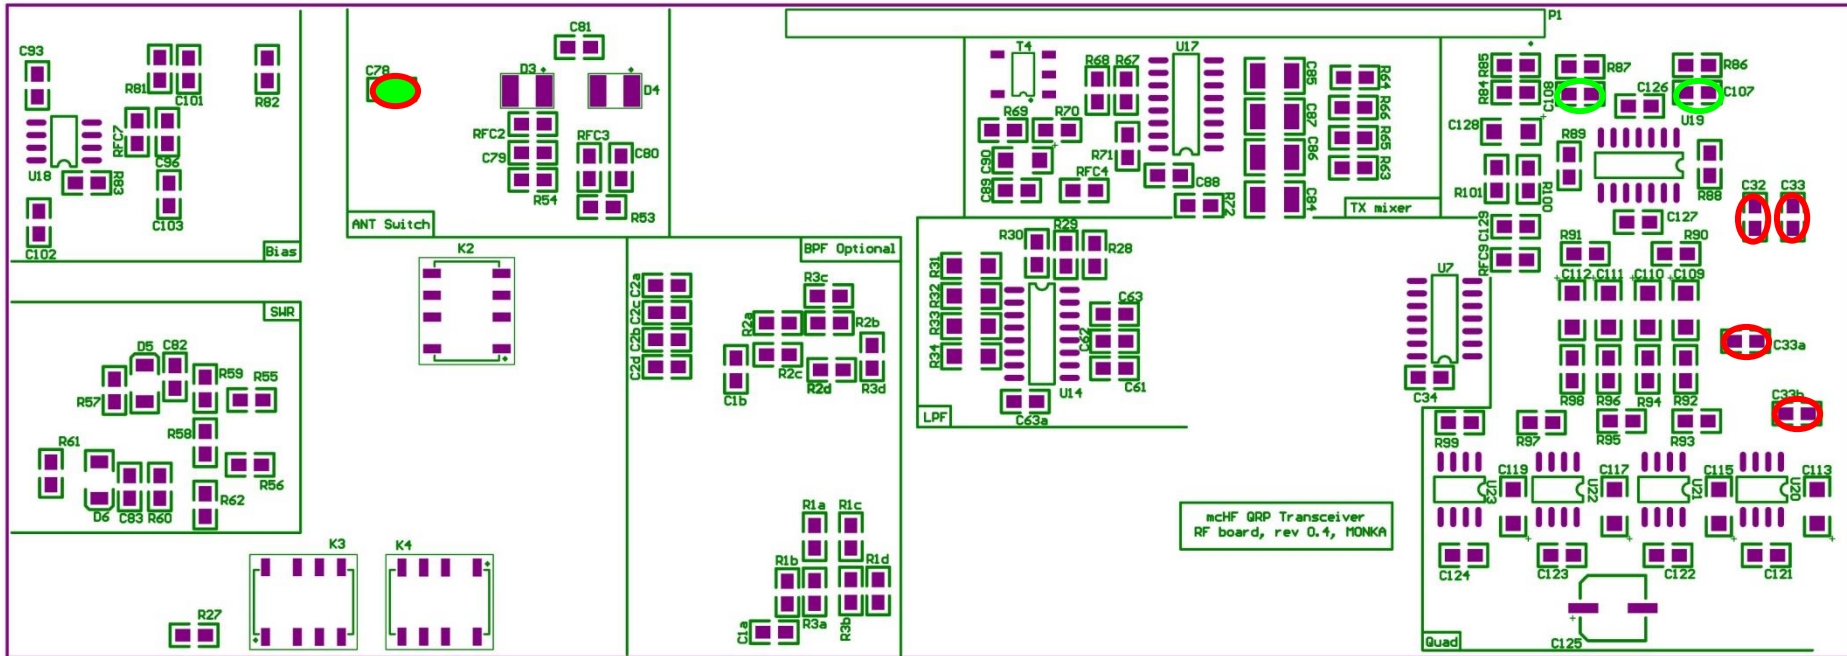 P1
C93
R81
C101
R82
RFC7
C96
U18
R83
C103
C102
Bias
C78
C81
D3
D4
RFC2
RFC3
C79
C80
R54
R53
ANT Switch
T4
R68
R67
U17
R69
R70
C90
R71
C89
RFC4
C88
R72
C85
C87
C86
C84
R64
R66
R65
R63
TX mixer
R85
R84
R87
C108
C126
R86
C107
U19
C128
R89
R101
R100
R88
C32
C33
C129
C127
RFC9
R91
R90
SWR
D5
C82
R59
R55
R57
R58
R61
R56
D6
C83
R60
R62
K2
BPF Optional
C2a
C2c
C2b
C2d
R3c
R2a
R2b
R2c
R2d
R3d
C1b
R30
R29
R28
R31
R32
R33
R34
C63
C62
C61
U14
C63a
LPF
U7
C34
C112
C111
C110
C109
C33a
R98
R96
R94
R92
C33b
R99
R97
R95
R93
C119
C117
C115
C113
U23
U22
U21
U20
C124
C123
C122
C121
C125
Quad
mcHF QRP Transceiver
RF board, rev 0.4, MONKA
R1a
R1c
R1b
R1d
R3a
R3b
C1a
K3
K4
R27